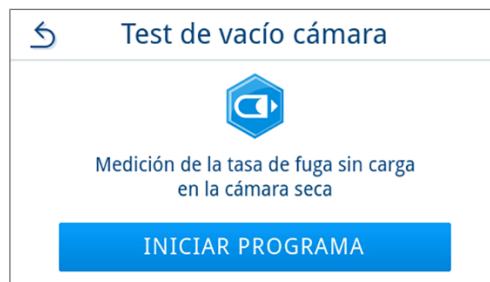 Test de vacío cámara
Medición de la tasa de fuga sin carga
en la cámara seca
INICIAR PROGRAMA